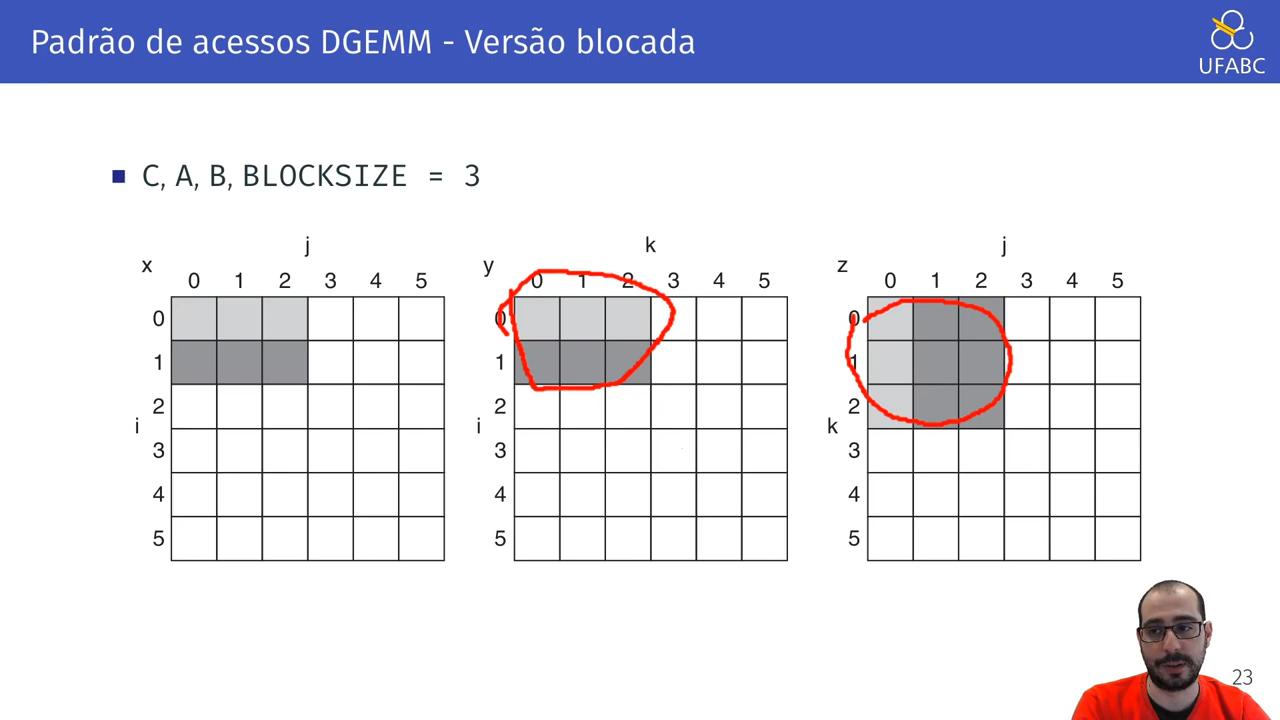 Padrão de acessos DGEMM - Versão blocada
UFABC
C, A, B, BLOCKSIZE = 3
j
x
0 1 2 3 4 5
0
1
2
i
3
4
5
k
y
0 1 2 3 4 5
0
1
2
i
3
4
5
j
z
0 1 2 3 4 5
0
1
2
k
3
4
5
23